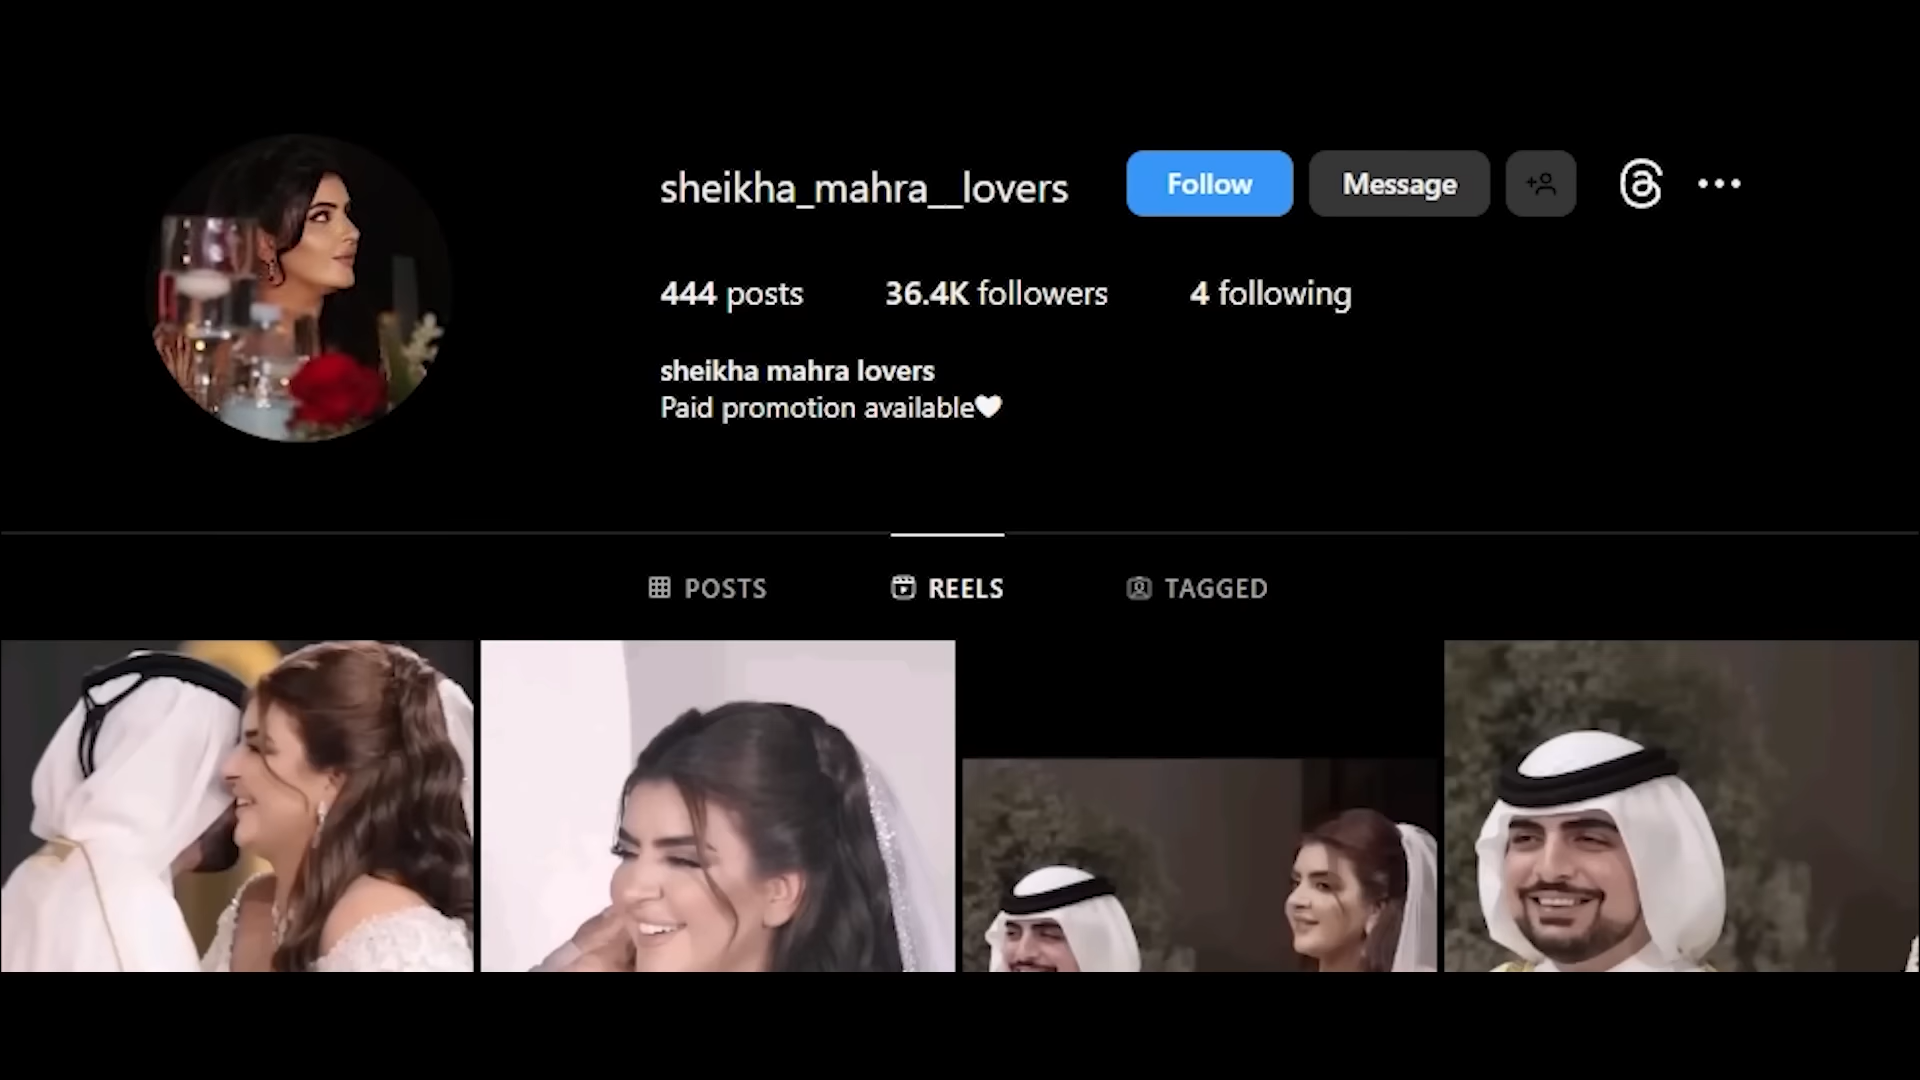 sheikha_mahra__lovers Follow Message
444 posts 36.4K followers 4 following
sheikha mahra lovers
Paid promotion available🤍
POSTS REELS TAGGED